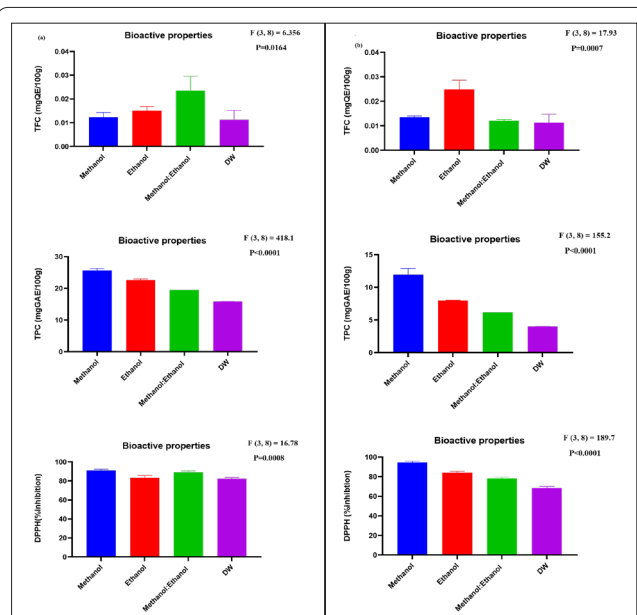 (a)
Bioactive properties
F (3, 8) = 6.356
P=0.0164
TFC (mgQE/100g)
0.04
0.03
0.02
0.01
0.00
Methanol
Ethanol
Methanol:Ethanol
DW
Bioactive properties
F (3, 8) = 418.1
P<0.0001
TPC (mgGAE/100g)
30
20
10
0
Methanol
Ethanol
Methanol:Ethanol
DW
Bioactive properties
F (3, 8) = 16.78
P=0.0008
DPPH(%inhibition)
100
80
60
40
20
0
Methanol
Ethanol
Methanol:Ethanol
DW
(b)
Bioactive properties
F (3, 8) = 17.93
P=0.0007
TFC (mgQE/100g)
0.04
0.03
0.02
0.01
0.00
Methanol
Ethanol
Methanol:Ethanol
DW
Bioactive properties
F (3, 8) = 155.2
P<0.0001
TPC (mgGAE/100g)
15
10
5
0
Methanol
Ethanol
Methanol:Ethanol
DW
Bioactive properties
F (3, 8) = 189.7
P<0.0001
DPPH (%inhibtion)
100
80
60
40
20
0
Methanol
Ethanol
Methanol:Ethanol
DW